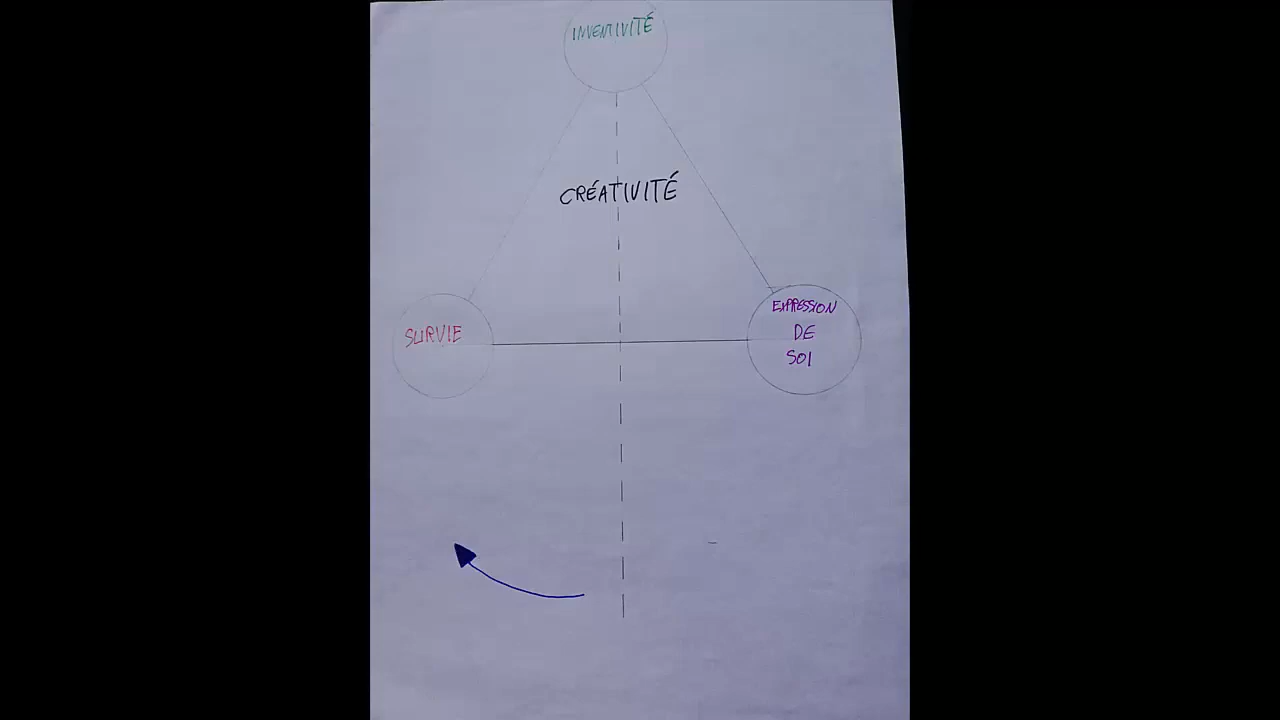 INVENTIVITÉ
CRÉATIVITÉ
SURVIE
EXPRESSION
DE
SOI